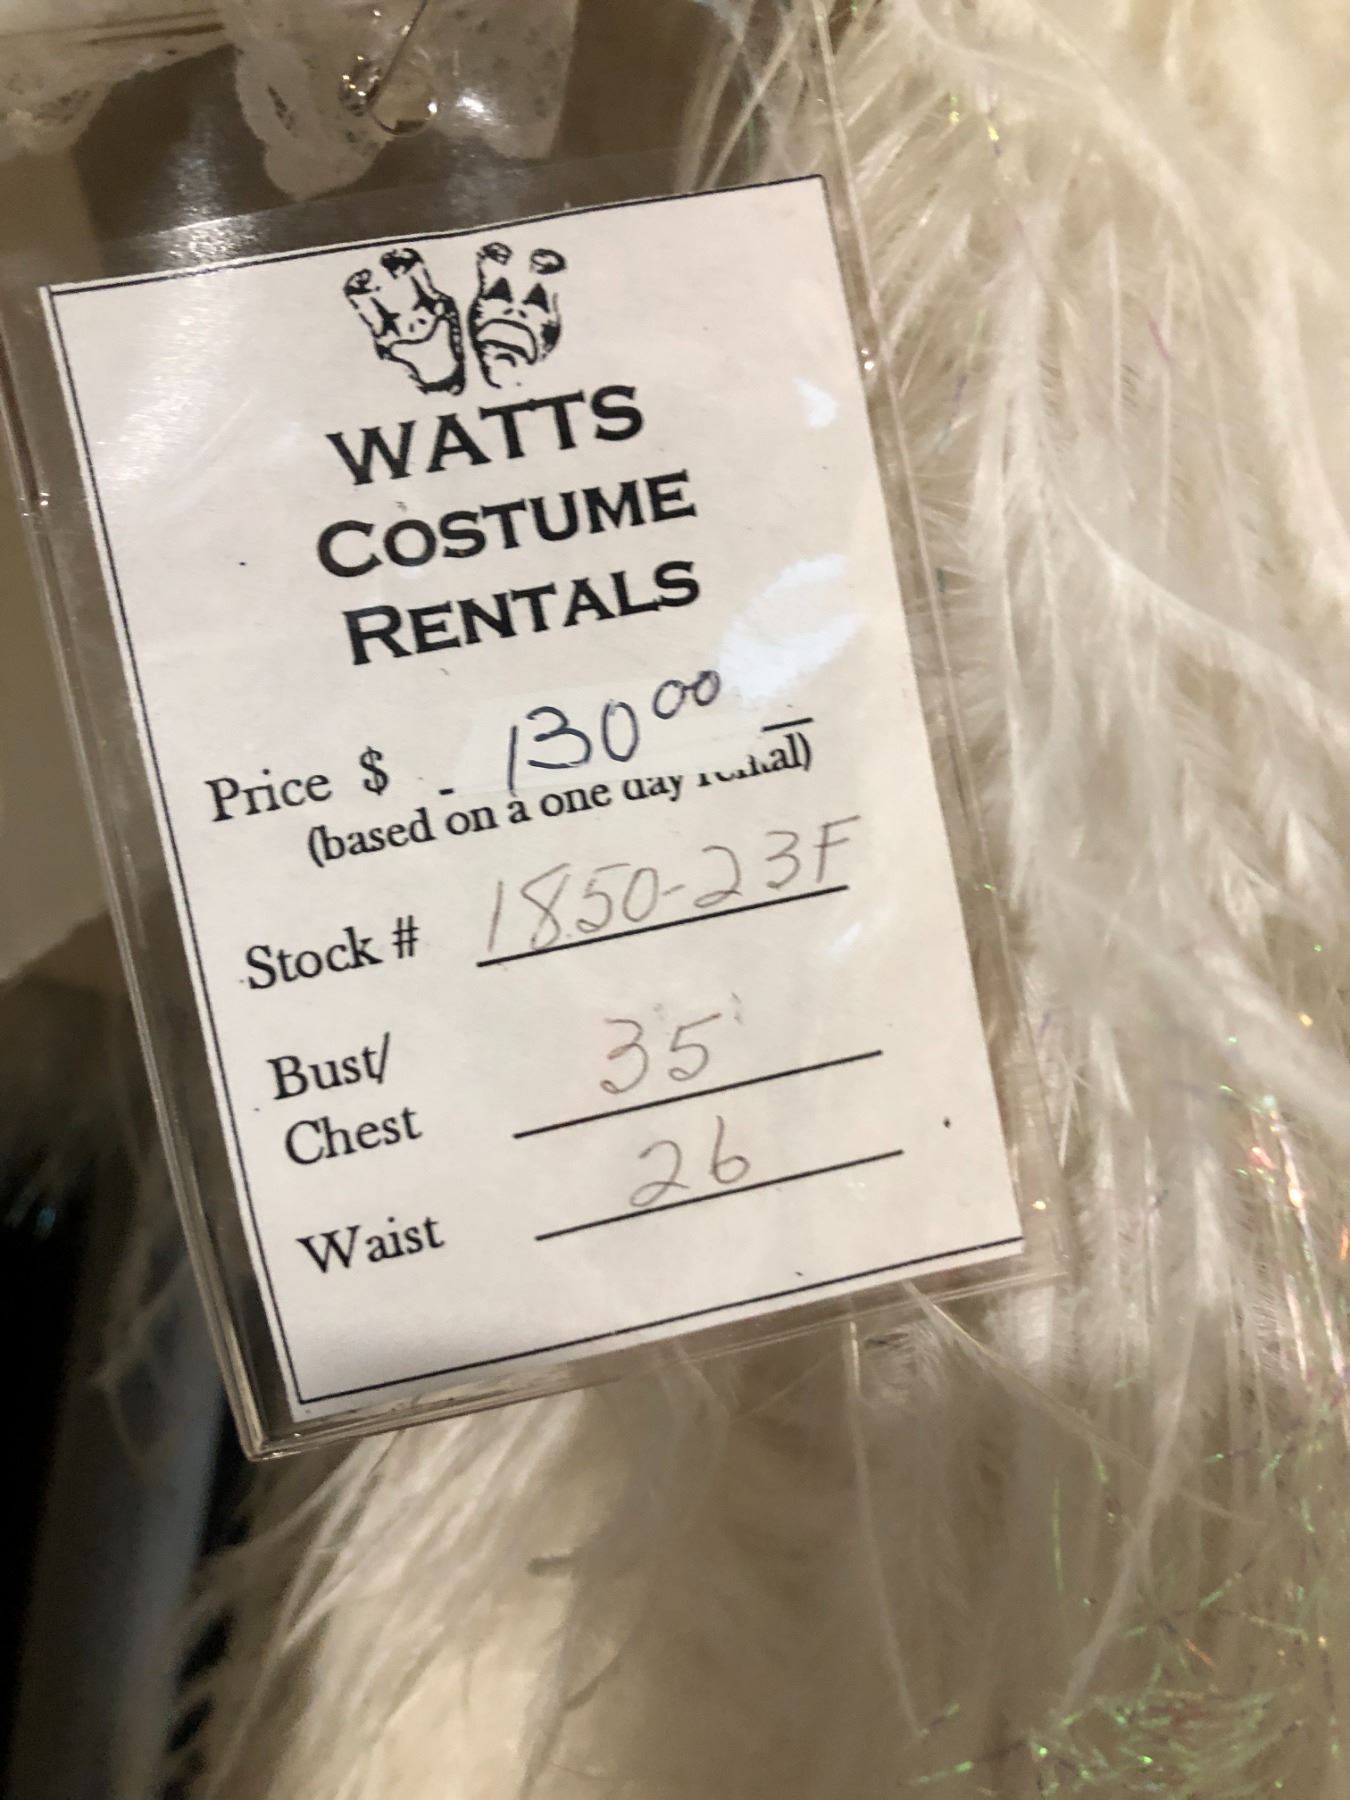 WATTS
COSTUME
RENTALS
Price $ 130.00
(based on a one day rental)
Stock # 1850-23F
Bust/
Chest 35
Waist 26